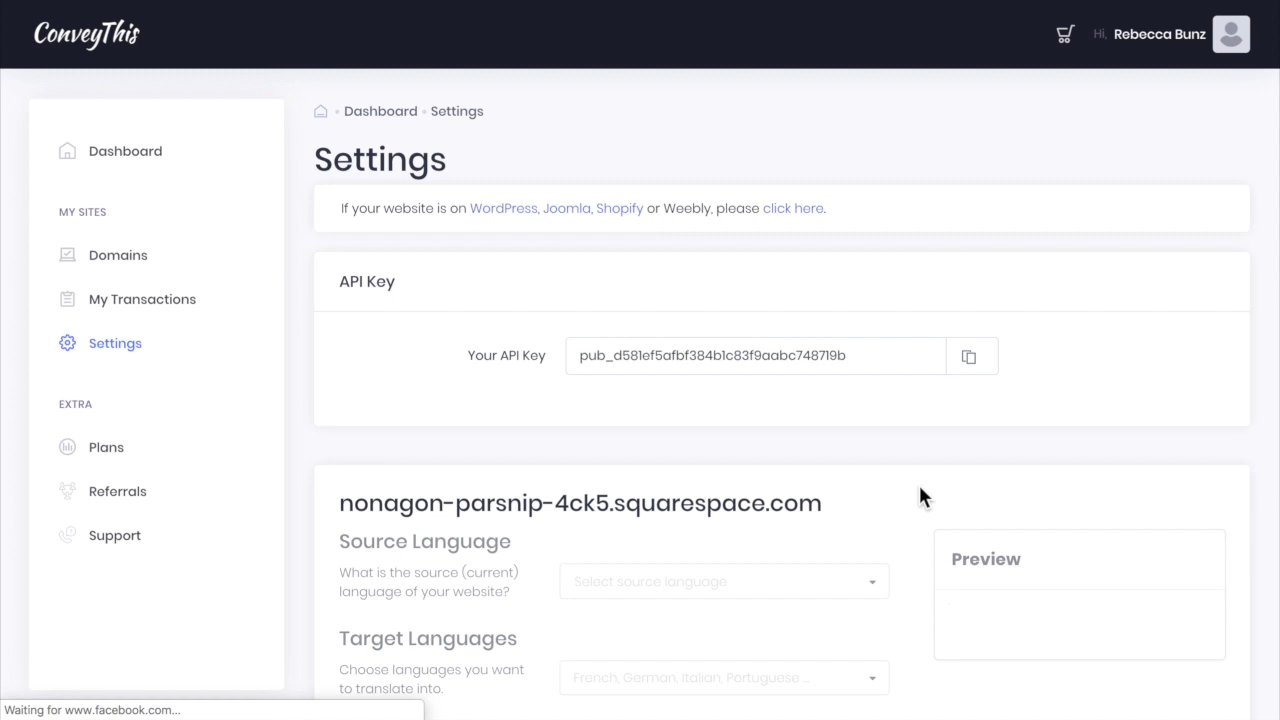 ConveyThis
Hi, Rebecca Bunz
Dashboard
MY SITES
Domains
My Transactions
Settings
EXTRA
Plans
Referrals
Support
Dashboard Settings
Settings
If your website is on WordPress, Joomla, Shopify or Weebly, please click here.
API Key
Your API Key pub_d581ef5afbf384b1c83f9aabc748719b
nonagon-parsnip-4ck5.squarespace.com
Source Language
What is the source (current)
language of your website?
Select source language
Target Languages
Choose languages you want
to translate into.
French, German, Italian, Portuguese ...
Preview
Waiting for www.facebook.com...